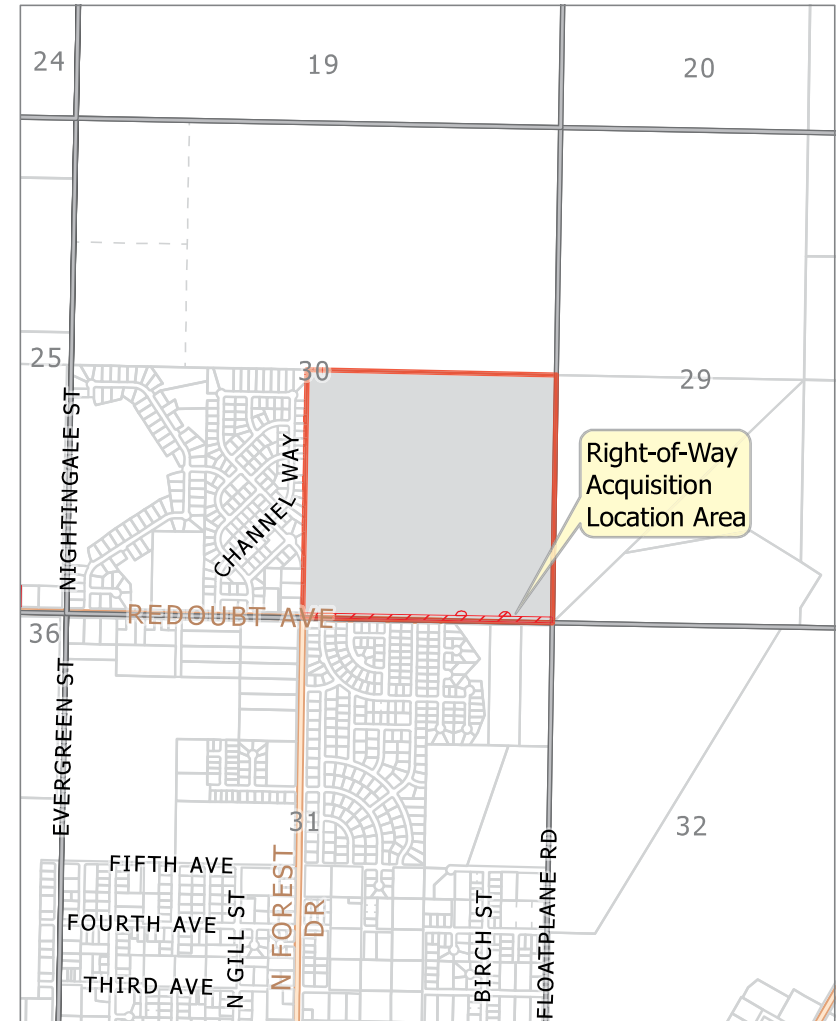 24
19
20
25
30
29
NIGHTINGALE ST
CHANNEL WAY
Right-of-Way
Acquisition
Location Area
REDOUBT AVE
36
EVERGREEN ST
31
32
FIFTH AVE
FOURTH AVE
THIRD AVE
N GILL ST
N FOREST
DR
BIRCH ST
FLOATPLANE RD